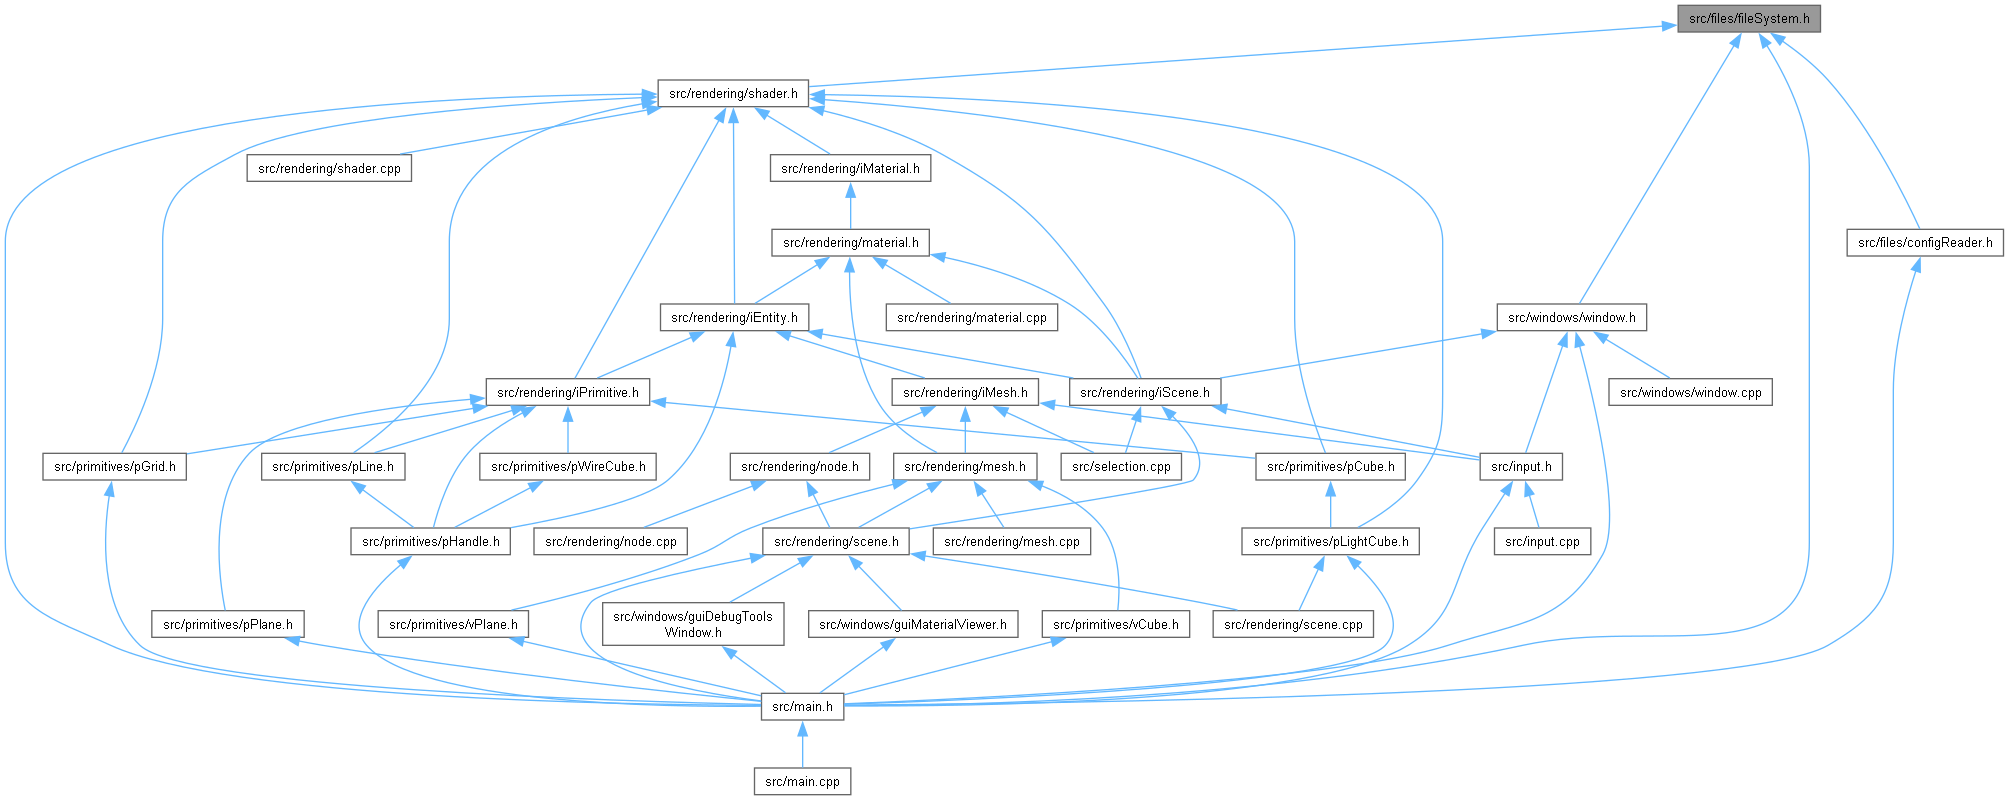 src/files/fileSystem.h
src/rendering/shader.h
src/rendering/shader.cpp
src/rendering/iMaterial.h
src/rendering/material.h
src/files/configReader.h
src/rendering/iEntity.h
src/rendering/material.cpp
src/windows/window.h
src/rendering/iPrimitive.h
src/rendering/iMesh.h
src/rendering/iScene.h
src/windows/window.cpp
src/primitives/pGrid.h
src/primitives/pLine.h
src/primitives/pWireCube.h
src/rendering/node.h
src/rendering/mesh.h
src/selection.cpp
src/primitives/pCube.h
src/input.h
src/primitives/pHandle.h
src/rendering/node.cpp
src/rendering/scene.h
src/rendering/mesh.cpp
src/primitives/pLightCube.h
src/input.cpp
src/primitives/pPlane.h
src/primitives/vPlane.h
src/windows/guiDebugTools
Window.h
src/windows/guiMaterialViewer.h
src/primitives/vCube.h
src/rendering/scene.cpp
src/main.h
src/main.cpp